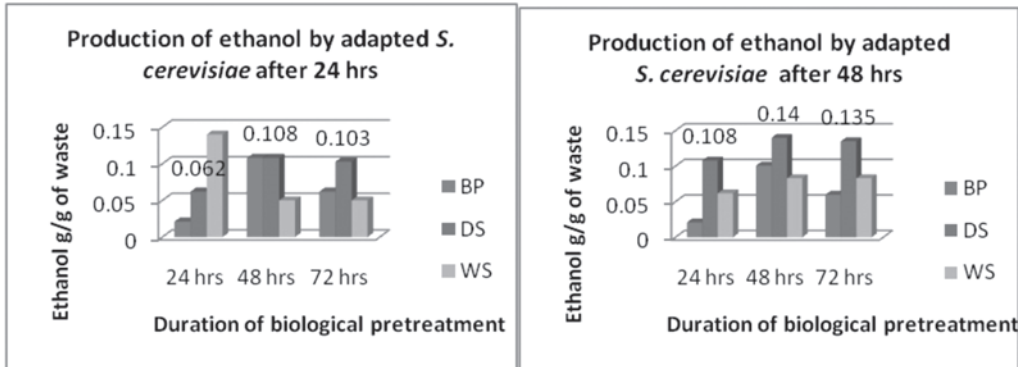 Production of ethanol by adapted S.
cerevisiae after 24 hrs
Ethanol g/g of waste
0.15
0.1
0.05
0
0.062
0.108
0.103
24 hrs 48 hrs 72 hrs
Duration of biological pretreatment
BP
DS
WS
Production of ethanol by adapted
S. cerevisiae after 48 hrs
Ethanol g/g of waste
0.15
0.1
0.05
0
0.108
0.14
0.135
24 hrs 48 hrs 72 hrs
Duration of biological pretreatment
BP
DS
WS